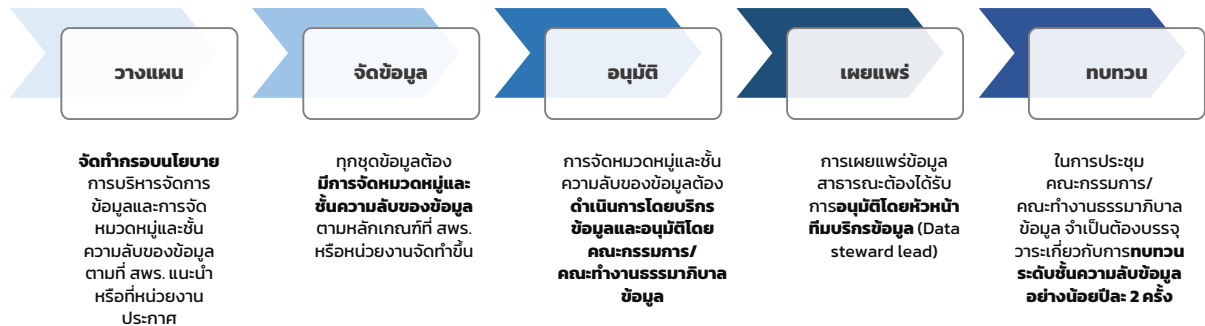 วางแผน
จัดข้อมูล
อนุมัติ
เผยแพร่
ทบทวน
จัดทำกรอบนโยบาย
การบริหารจัดการ
ข้อมูลและการจัด
หมวดหมู่และชั้น
ความลับของข้อมูล
ตามที่ สพร. แนะนำ
หรือที่หน่วยงาน
ประกาศ
ทุกชุดข้อมูลต้อง
มีการจัดหมวดหมู่และ
ชั้นความลับของข้อมูล
ตามหลักเกณฑ์ที่ สพร.
หรือหน่วยงานจัดทำขึ้น
การจัดหมวดหมู่และชั้น
ความลับของข้อมูลต้อง
ดำเนินการโดยบริกร
ข้อมูลและอนุมัติโดย
คณะกรรมการ/
คณะทำงานธรรมาภิบาล
ข้อมูล
การเผยแพร่ข้อมูล
สาธารณะต้องได้รับ
การอนุมัติโดยหัวหน้า
ทีมบริกรข้อมูล (Data
steward lead)
ในการประชุม
คณะกรรมการ/
คณะทำงานธรรมาภิบาล
ข้อมูล จำเป็นต้องบรรจุ
วาระเกี่ยวกับการทบทวน
ระดับชั้นความลับข้อมูล
อย่างน้อยปีละ 2 ครั้ง